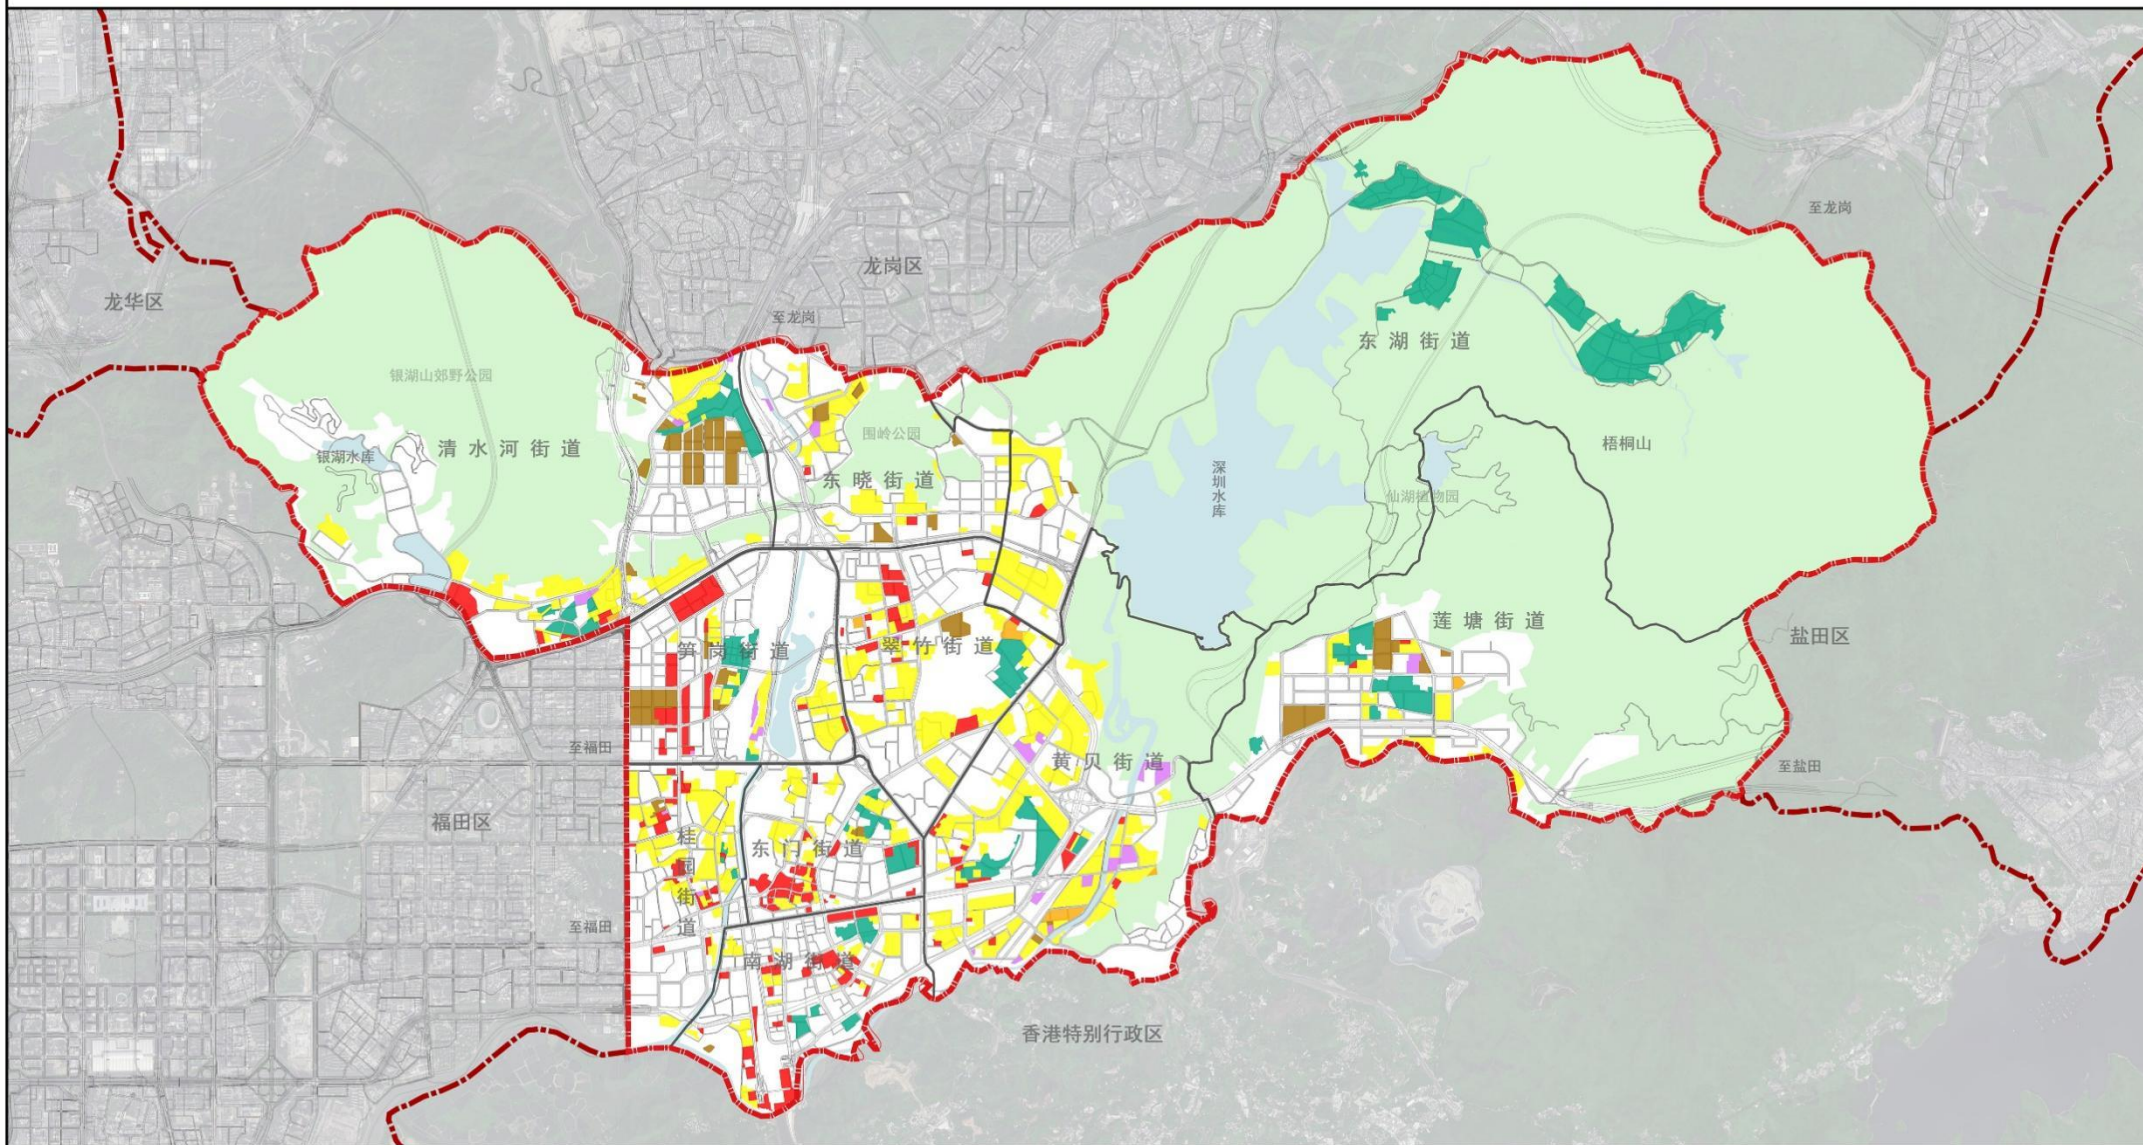 至龙岗
龙岗区
龙华区
至龙岗
东湖街道
银湖山郊野公园
围岭公园
清水河街道
银湖水库
梧桐山
东晓街道
深圳水库
仙湖植物园
莲塘街道
盐田区
笋岗街道
翠竹街道
至福田
黄贝街道
至盐田
福田区
桂园街道
东门街道
至福田
南湖街道
香港特别行政区